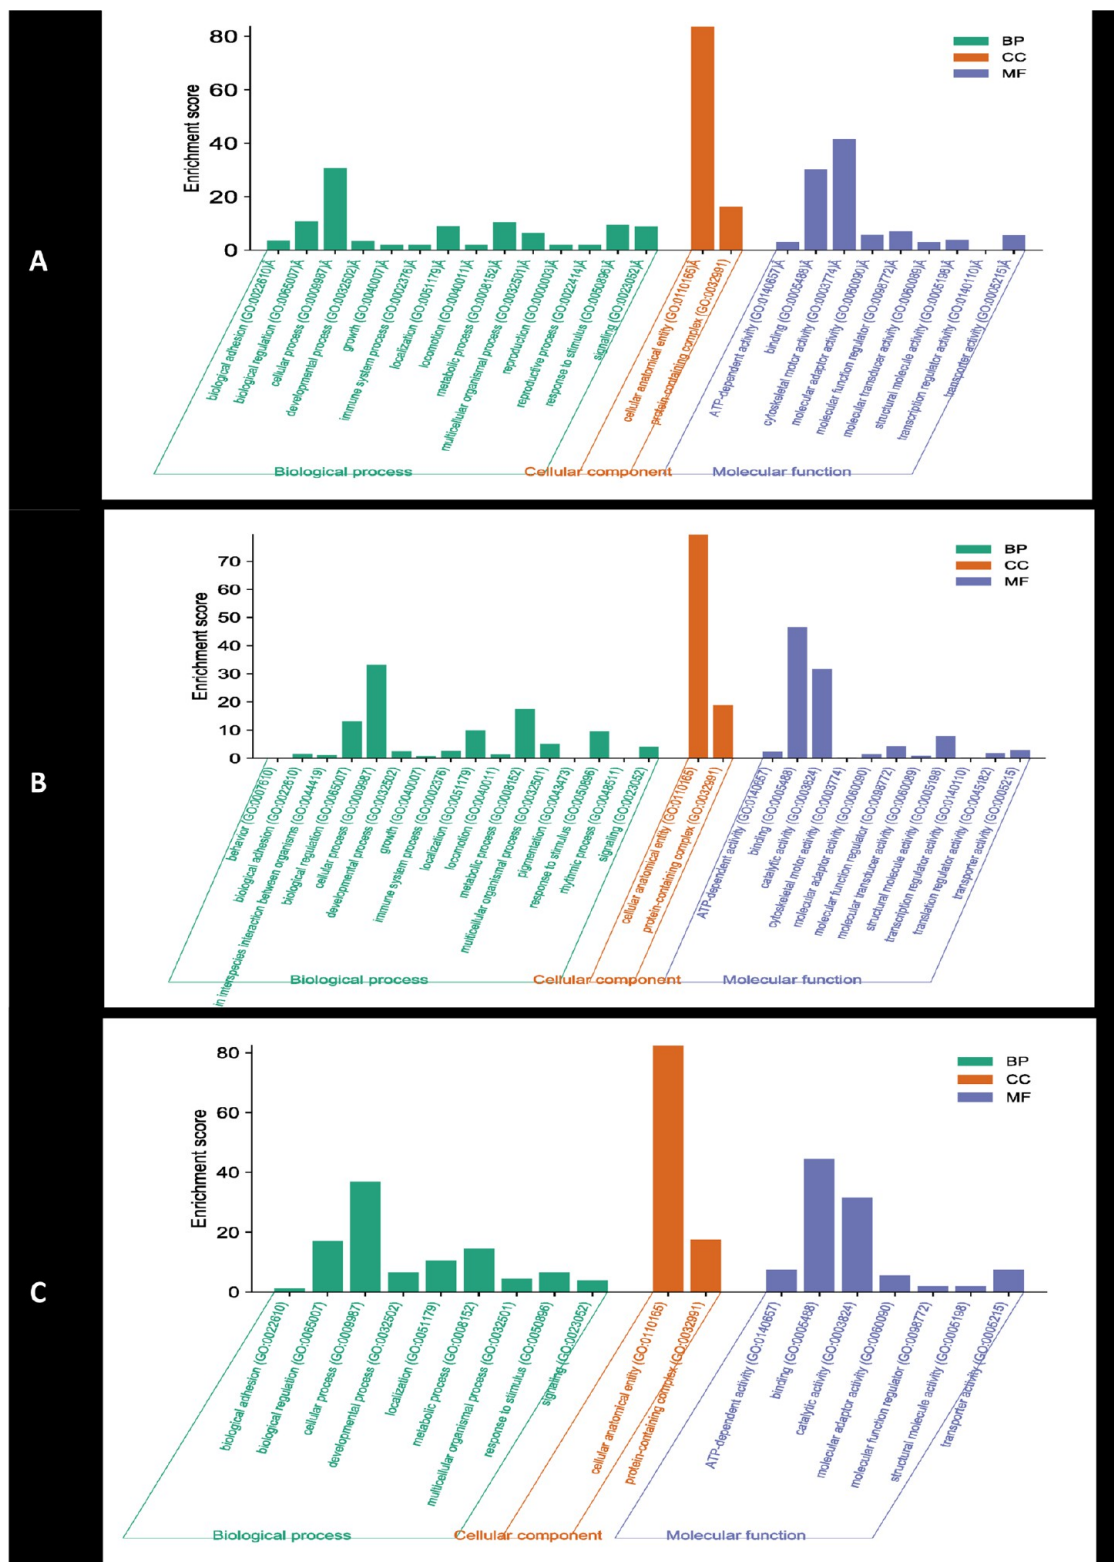 A
Enrichment score
80
60
40
20
0
BP
CC
MF
biological adhesion (GO:0022610)Â
biological regulation (GO:0065007)Â
cellular process (GO:0009987)Â
developmental process (GO:0032502)Â
growth (GO:0040007)Â
immune system process (GO:0002376)Â
localization (GO:0051179)Â
locomotion (GO:0040011)Â
metabolic process (GO:0008152)Â
multicellular organismal process (GO:0032501)Â
reproduction (GO:0000003)Â
reproductive process (GO:0022414)Â
response to stimulus (GO:0050896)Â
signaling (GO:0023052)Â
cellular anatomical entity (GO:0110165)Â
protein-containing complex (GO:0032991)
ATP-dependent activity (GO:0140657)Â
binding (GO:0005488)Â
cytoskeletal motor activity (GO:0003774)Â
molecular adaptor activity (GO:0060090)Â
molecular function regulator (GO:0098772)Â
molecular transducer activity (GO:0060089)Â
structural molecule activity (GO:0005198)Â
transcription regulator activity (GO:0140110)Â
transporter activity (GO:0005215)Â
Biological process
Cellular component
Molecular function
B
Enrichment score
70
60
50
40
30
20
10
0
BP
CC
MF
behavior (GO:0007610)
biological adhesion (GO:0022610)
in interspecies interaction between organisms (GO:0044419)
biological regulation (GO:0065007)
cellular process (GO:0009987)
developmental process (GO:0032502)
growth (GO:0040007)
immune system process (GO:0002376)
localization (GO:0051179)
locomotion (GO:0040011)
metabolic process (GO:0008152)
multicellular organismal process (GO:0032501)
pigmentation (GO:0043473)
response to stimulus (GO:0050896)
rhythmic process (GO:0048511)
signaling (GO:0023052)
cellular anatomical entity (GO:0110165)
protein-containing complex (GO:0032991)
ATP-dependent activity (GO:0140657)
binding (GO:0005488)
catalytic activity (GO:0003824)
cytoskeletal motor activity (GO:0003774)
molecular adaptor activity (GO:0060090)
molecular function regulator (GO:0098772)
molecular transducer activity (GO:0060089)
structural molecule activity (GO:0005198)
transcription regulator activity (GO:0140110)
translation regulator activity (GO:0045182)
transporter activity (GO:0005215)
Biological process
Cellular component
Molecular function
C
Enrichment score
80
60
40
20
0
BP
CC
MF
biological adhesion (GO:0022610)
biological regulation (GO:0065007)
cellular process (GO:0009987)
developmental process (GO:0032502)
localization (GO:0051179)
metabolic process (GO:0008152)
multicellular organismal process (GO:0032501)
response to stimulus (GO:0050896)
signaling (GO:0023052)
cellular anatomical entity (GO:0110165)
protein-containing complex (GO:0032991)
ATP-dependent activity (GO:0140657)
binding (GO:0005488)
catalytic activity (GO:0003824)
molecular adaptor activity (GO:0060090)
molecular function regulator (GO:0098772)
structural molecule activity (GO:0005198)
transporter activity (GO:0005215)
Biological process
Cellular component
Molecular function